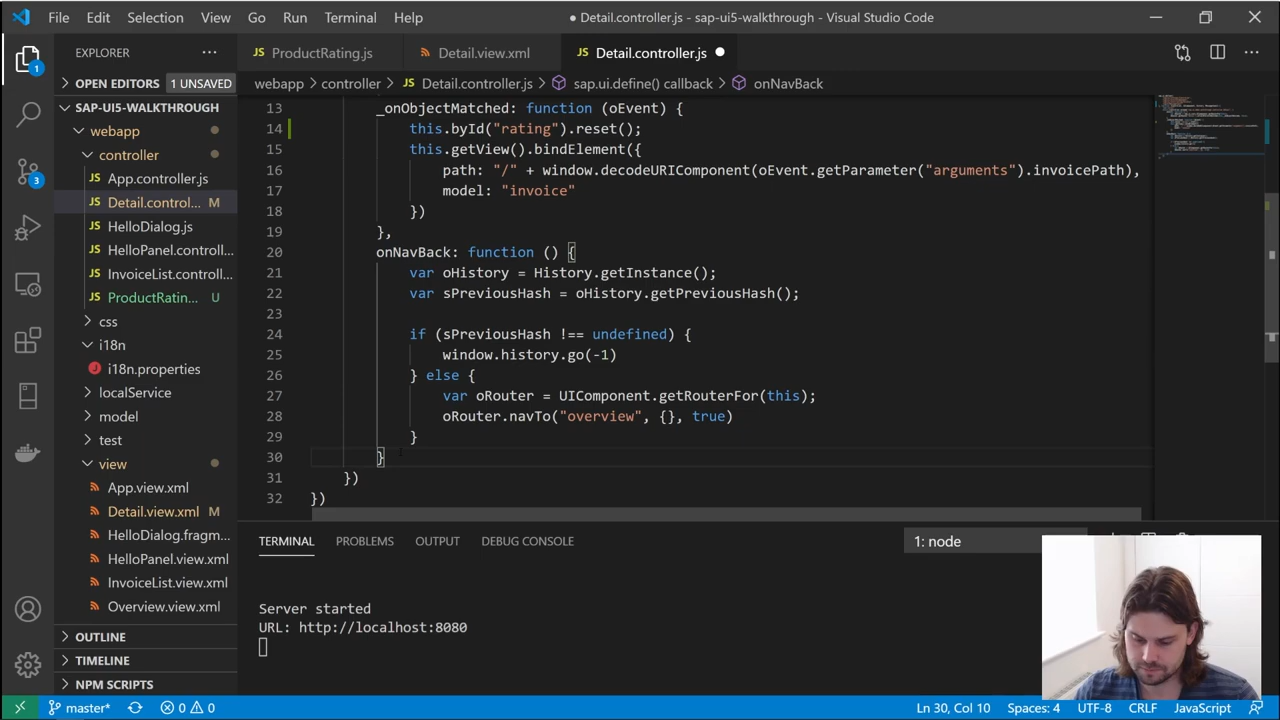 File Edit Selection View Go Run Terminal Help
Detail.controller.js - sap-ui5-walkthrough - Visual Studio Code
EXPLORER
OPEN EDITORS 1 UNSAVED
SAP-UI5-WALKTHROUGH
webapp
controller
App.controller.js
Detail.control... M
HelloDialog.js
HelloPanel.controll...
InvoiceList.controll...
ProductRatin... U
css
i18n
i18n.properties
localService
model
test
view
App.view.xml
Detail.view.xml M
HelloDialog.fragm...
HelloPanel.view.xml
InvoiceList.view.xml
Overview.view.xml
OUTLINE
TIMELINE
NPM SCRIPTS
1
3
JS ProductRating.js
Detail.view.xml
JS Detail.controller.js
webapp > controller > JS Detail.controller.js > sap.ui.define() callback > onNavBack
13 _onObjectMatched: function (oEvent) {
14 this.byId("rating").reset();
15 this.getView().bindElement({
16 path: "/" + window.decodeURIComponent(oEvent.getParameter("arguments").invoicePath),
17 model: "invoice"
18 })
19 },
20 onNavBack: function () {
21 var oHistory = History.getInstance();
22 var sPreviousHash = oHistory.getPreviousHash();
23
24 if (sPreviousHash !== undefined) {
25 window.history.go(-1)
26 } else {
27 var oRouter = UIComponent.getRouterFor(this);
28 oRouter.navTo("overview", {}, true)
29 }
30 }
31 })
32 })
TERMINAL PROBLEMS OUTPUT DEBUG CONSOLE
1: node
Server started
URL: http://localhost:8080
master* 0 0 Ln 30, Col 10 Spaces: 4 UTF-8 CRLF JavaScript